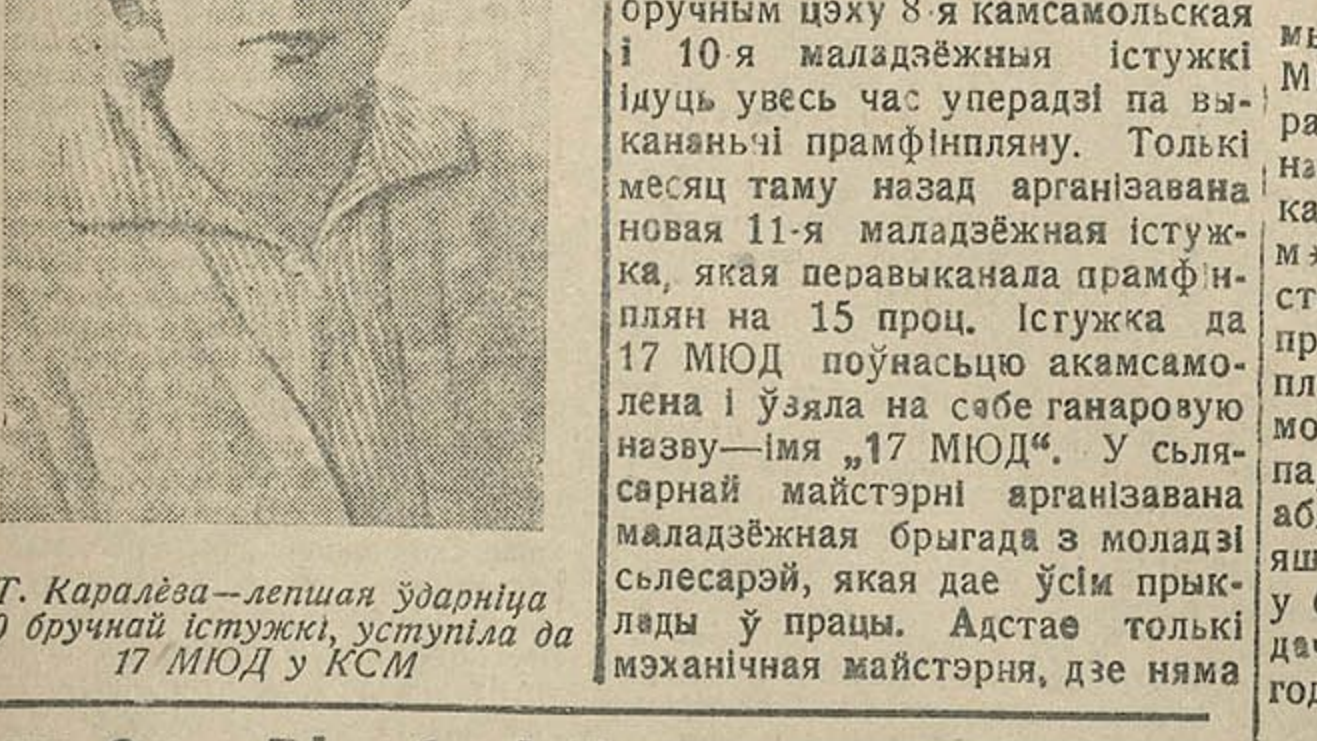 Т. Каралёва—лепшая ўдарніца
бручнай істужкі, уступіла да
17 МЮД у КСМ
бручным цэху 8-я камсамольская
і 10-я маладзёжныя істужкі
ідуць увесь час уперадзі па вы-
кананьчі прамфінпляну. Толькі
месяц таму назад арганізавана
новая 11-я маладзёжная істуж-
ка, якая перавыканала прамфін-
плян на 15 проц. Істужка да
17 МЮД поўнасьцю акамсамо-
лена і ўзяла на сабе ганаровую
назву—імя „17 МЮД“. У сьля-
сарнай майстэрні арганізавана
маладзёжная брыгада з моладзі
сьлесарэй, якая дае ўсім прык-
лады ў працы. Адстае толькі
мэханічная майстэрня, дзе няма